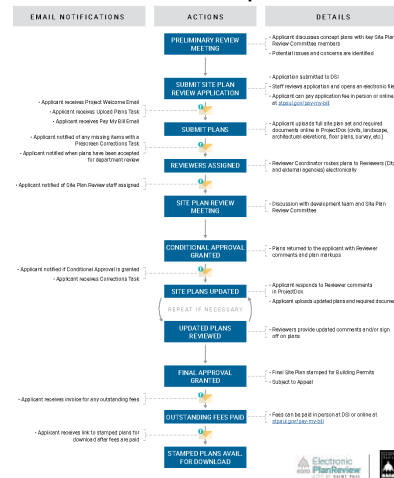 EMAIL NOTIFICATIONS
ACTIONS
DETAILS
PRELIMINARY REVIEW
MEETING
- Applicant discusses concept plans with key Site Plan
Review Committee members
- Potential issues and concerns are identified
SUBMIT SITE PLAN
REVIEW APPLICATION
- Application submitted to DSI
- Staff reviews application and opens an electronic file
- Applicant can pay application fee in person or online
at stpaul.gov/pay-my-bill
- Applicant receives Project Welcome Email
- Applicant receives Upload Plans Task
- Applicant receives Pay My Bill Email
SUBMIT PLANS
- Applicant uploads full site plan set and required
documents online in ProjectDox (civils, landscape,
architectural elevations, floor plans, survey, etc.)
- Applicant notified of any missing items with a
Prescreen Corrections Task
- Applicant notified when plans have been accepted
for department review
REVIEWERS ASSIGNED
- Review Coordinator routes plans to Reviewers (City
and external agencies) electronically
- Applicant notified of Site Plan Review staff assigned
SITE PLAN REVIEW
MEETING
- Discussion with development team and Site Plan
Review Committee
CONDITIONAL APPROVAL
GRANTED
- Plans returned to the applicant with Reviewer
comments and plan markups
- Applicant notified if Conditional Approval is granted
- Applicant receives Corrections Task
SITE PLANS UPDATED
- Applicant responds to Reviewer comments
in ProjectDox
- Applicant uploads updated plans and required docume
REPEAT IF NECESSARY
UPDATED PLANS
REVIEWED
- Reviewers provide updated comments and/or sign
off on plans
FINAL APPROVAL
GRANTED
- Final Site Plan stamped for Building Permits
- Subject to Appeal
- Applicant receives invoice for any outstanding fees
OUTSTANDING FEES PAID
- Fees can be paid in person at DSI or online at
stpaul.gov/pay-my-bill
- Applicant receives link to stamped plans for
download after fees are paid
STAMPED PLANS AVAIL.
FOR DOWNLOAD
Electronic
PlanReview
CITY OF SAINT PAUL